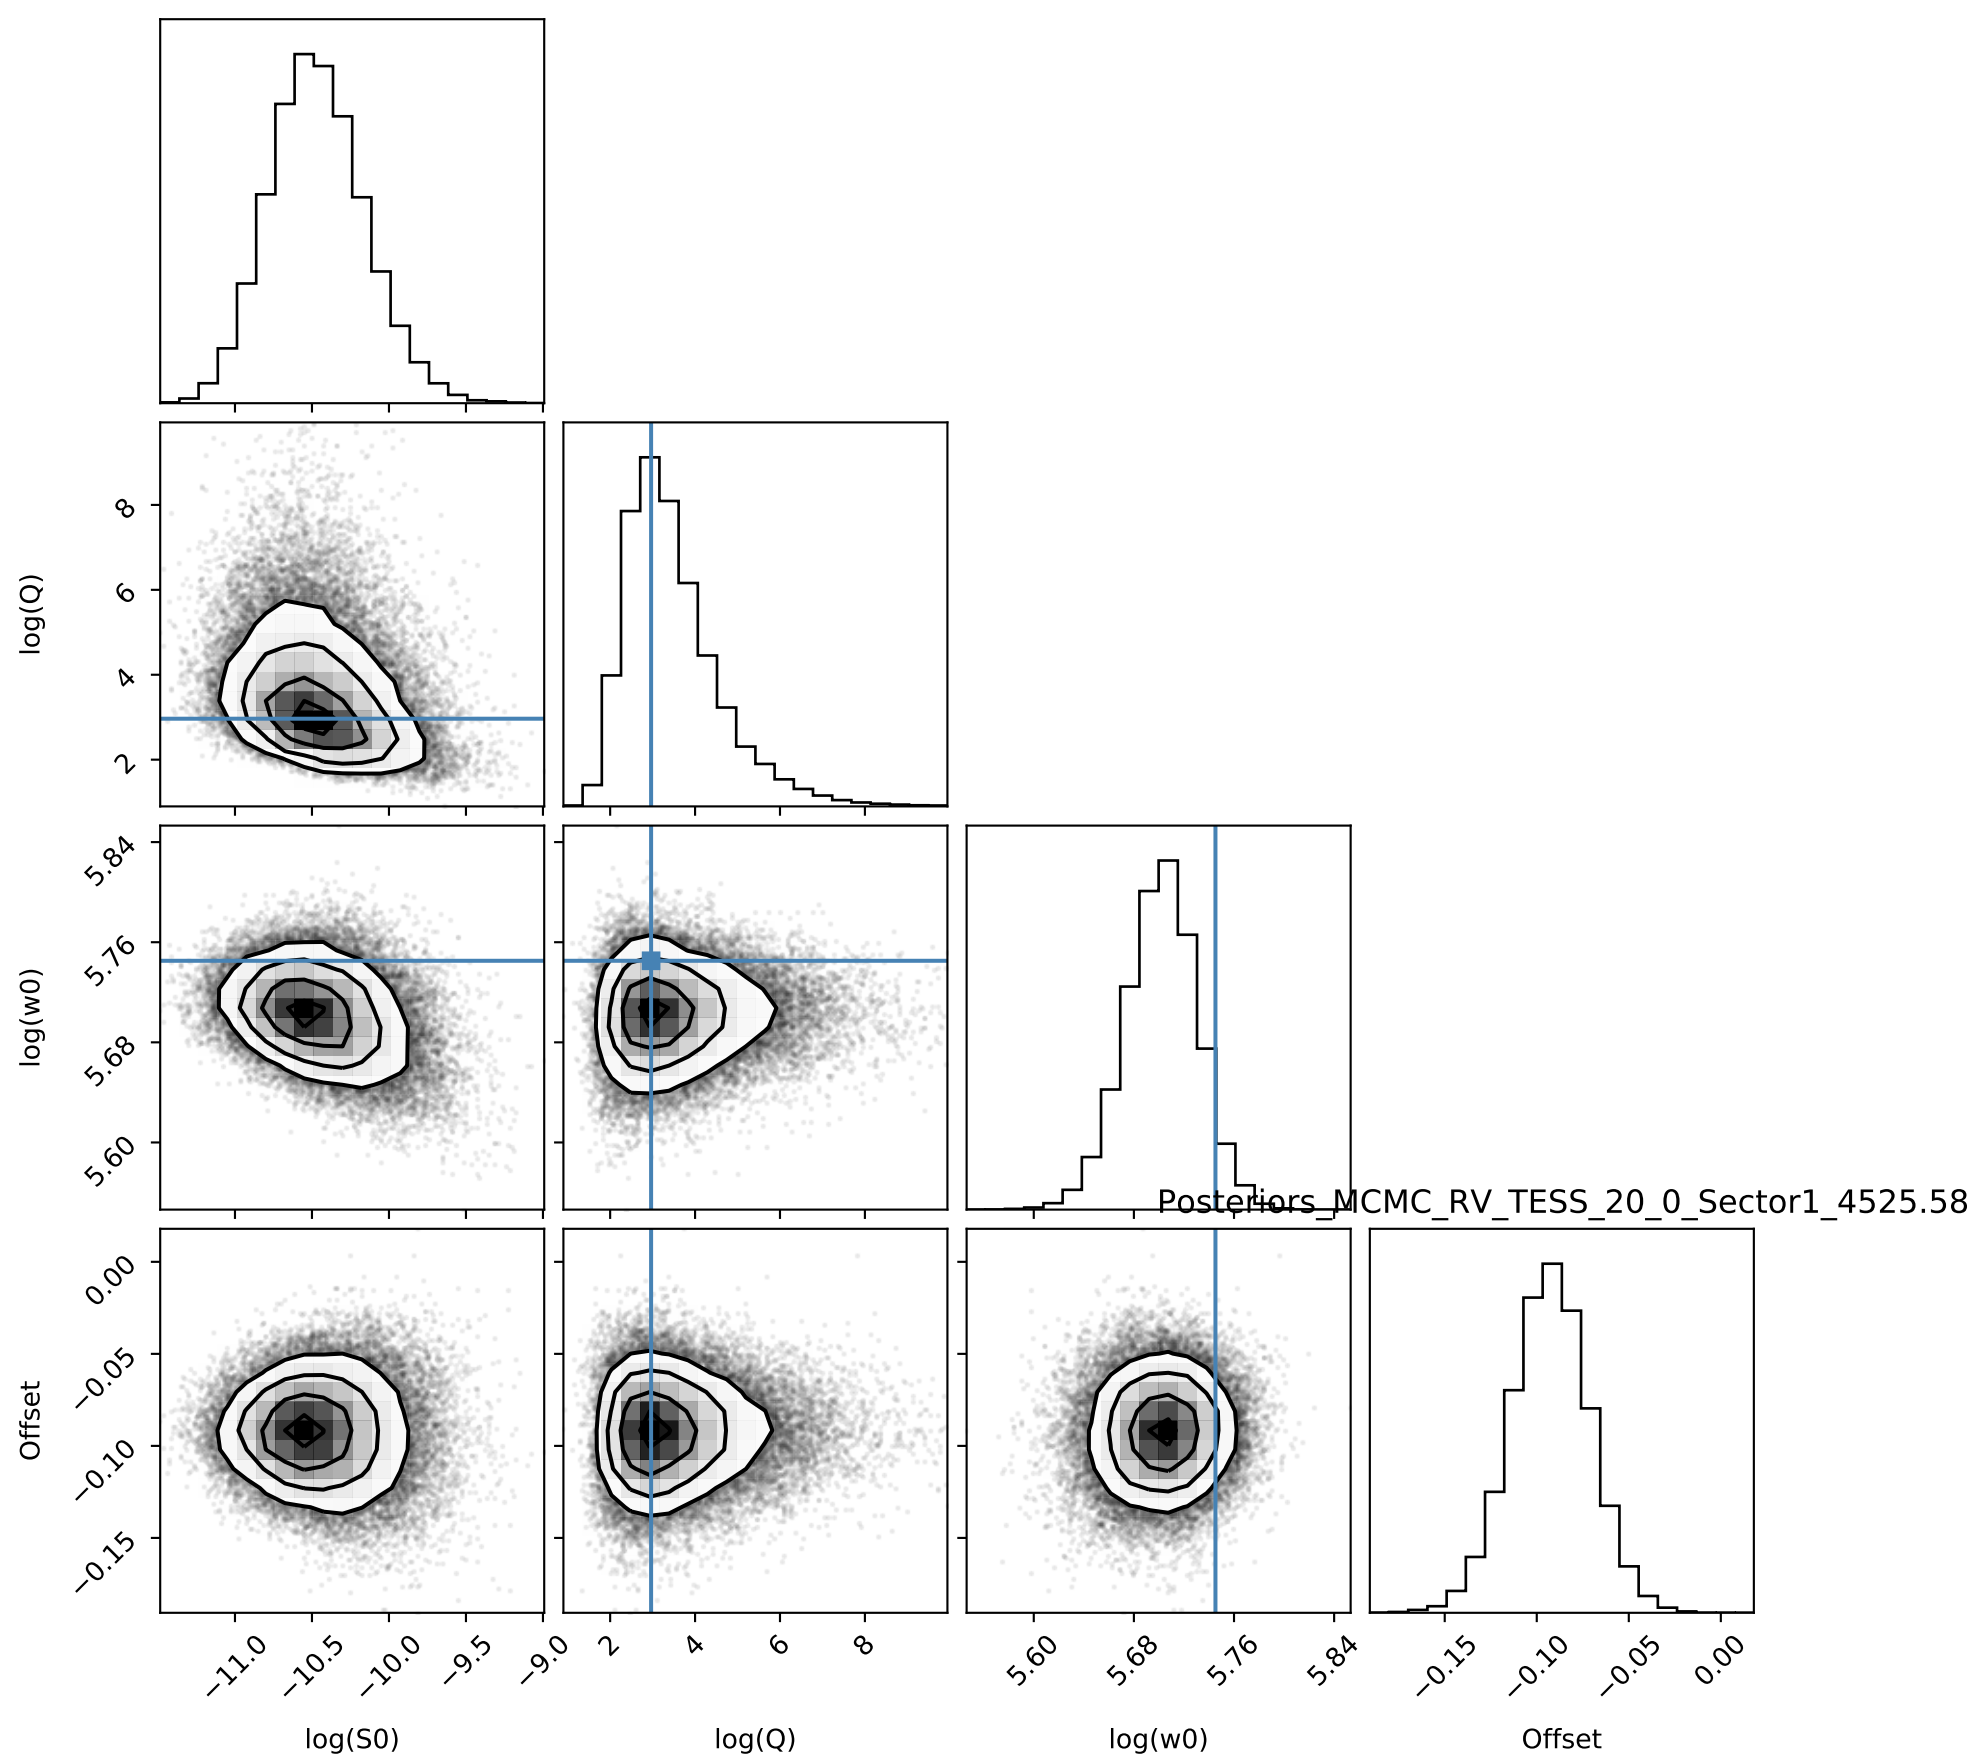 log(Q)
8
6
4
2
log(w0)
5.84
5.76
5.68
5.60
Posteriors_MCMC_RV_TESS_20_0_Sector1_4525.58
Offset
0.00
−0.05
−0.10
−0.15
−11.0 −10.5 −10.0 −9.5 −9.0 2 4 6 8 5.60 5.68 5.76 5.84 −0.15 −0.10 −0.05 0.00
log(S0) log(Q) log(w0) Offset